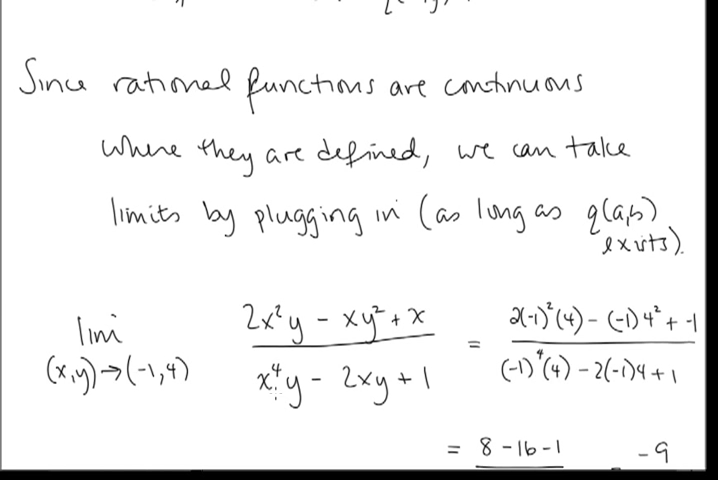 Since rational functions are continuous
where they are defined, we can take
limits by plugging in (as long as q(a,b)
exists).
lim (x,y)→(-1,4) (2x²y - xy² + x)/(x⁴y - 2xy + 1) = (2(-1)²(4) - (-1)4² + -1)/((-1)⁴(4) - 2(-1)4 + 1)
= 8-16-1 = -9